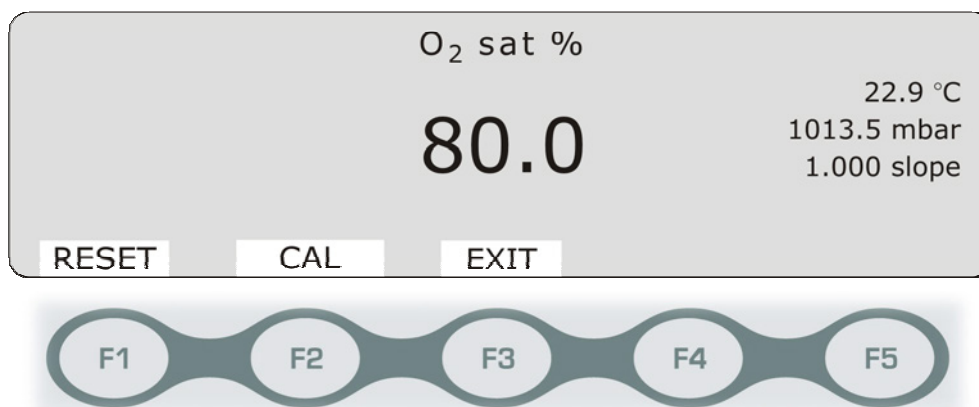 O₂ sat %
22.9 °C
80.0
1013.5 mbar
1.000 slope
RESET CAL EXIT
F1 F2 F3 F4 F5